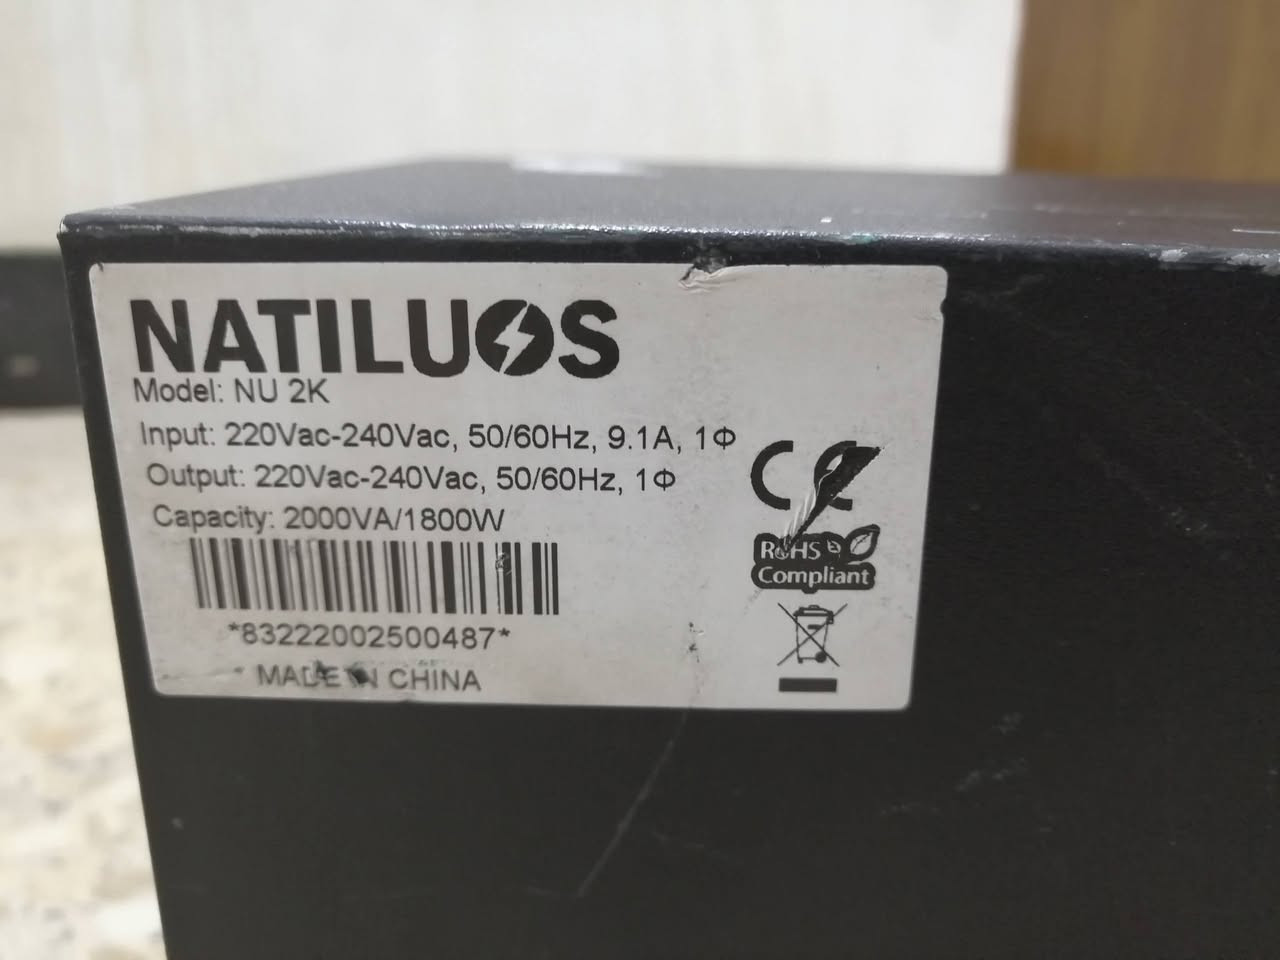 NATILUOS
Model: NU 2K
Input: 220Vac-240Vac, 50/60Hz, 9.1A, 1Φ
Output: 220Vac-240Vac, 50/60Hz, 1Φ
Capacity: 2000VA/1800W
CE
RoHS
Compliant
*83222002500487*
MADE IN CHINA